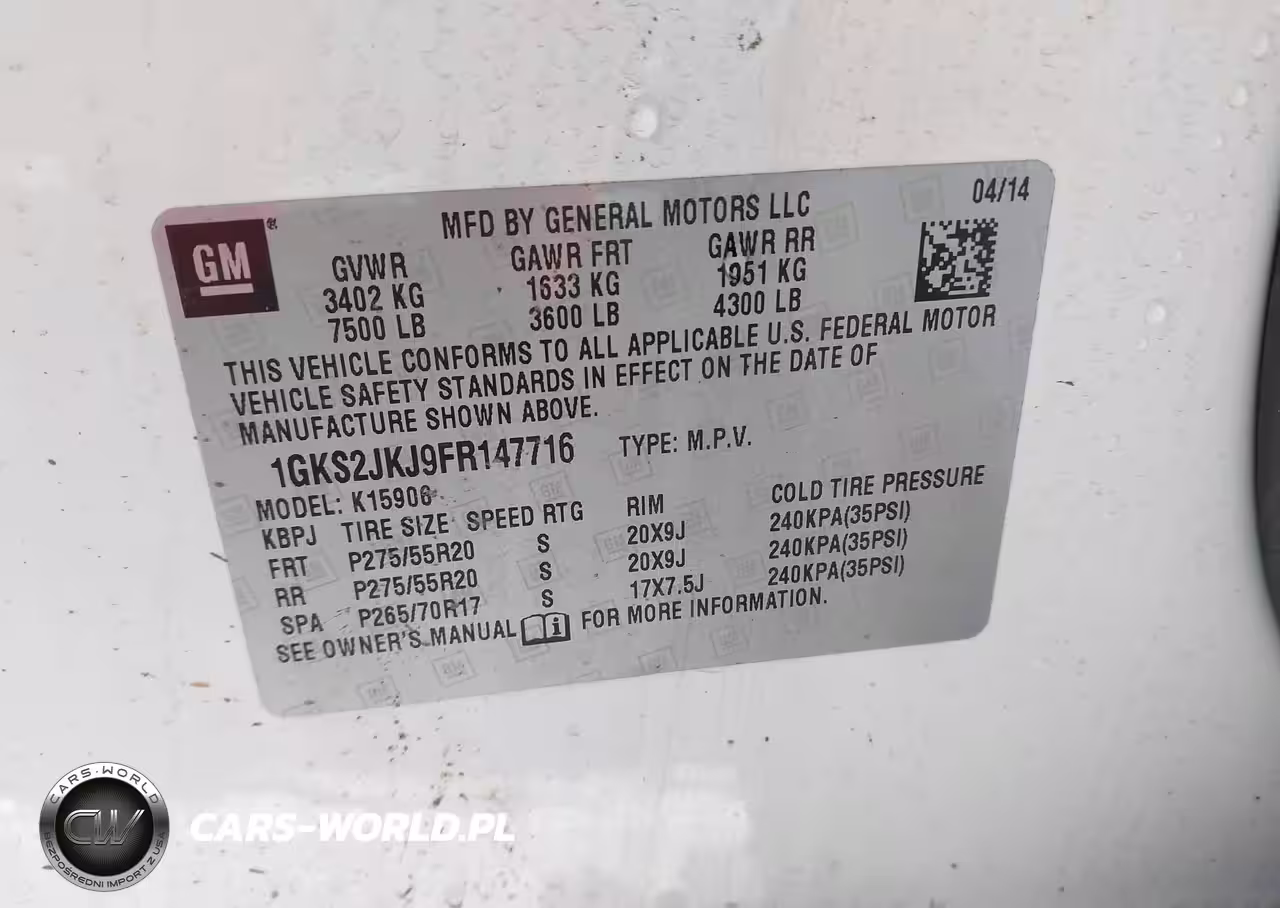 GM®
MFD BY GENERAL MOTORS LLC 04/14
GVWR GAWR FRT GAWR RR
3402 KG 1633 KG 1951 KG
7500 LB 3600 LB 4300 LB
THIS VEHICLE CONFORMS TO ALL APPLICABLE U.S. FEDERAL MOTOR
VEHICLE SAFETY STANDARDS IN EFFECT ON THE DATE OF
MANUFACTURE SHOWN ABOVE.
1GKS2JKJ9FR147716 TYPE: M.P.V.
MODEL: K15906
KBPJ TIRE SIZE SPEED RTG RIM COLD TIRE PRESSURE
FRT P275/55R20 S 20X9J 240KPA(35PSI)
RR P275/55R20 S 20X9J 240KPA(35PSI)
SPA P265/70R17 S 17X7.5J 240KPA(35PSI)
SEE OWNER'S MANUAL i FOR MORE INFORMATION.
CARS-WORLD
CW
BEZPOŚREDNI IMPORT Z USA
CARS-WORLD.PL